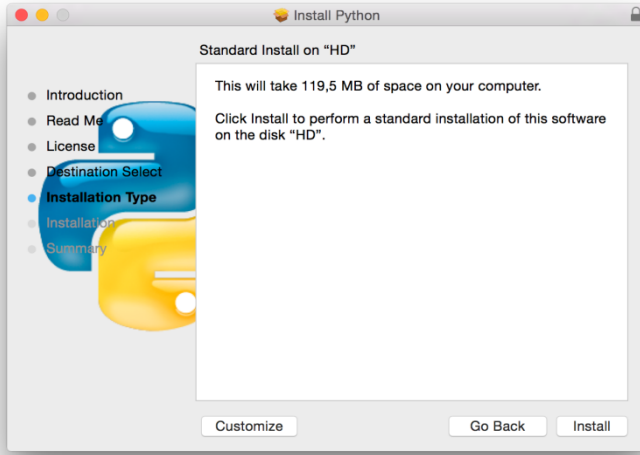 Install Python
Standard Install on “HD”
Introduction
Read Me
License
Destination Select
Installation Type
Installation
Summary
This will take 119,5 MB of space on your computer.
Click Install to perform a standard installation of this software
on the disk “HD”.
Customize
Go Back
Install